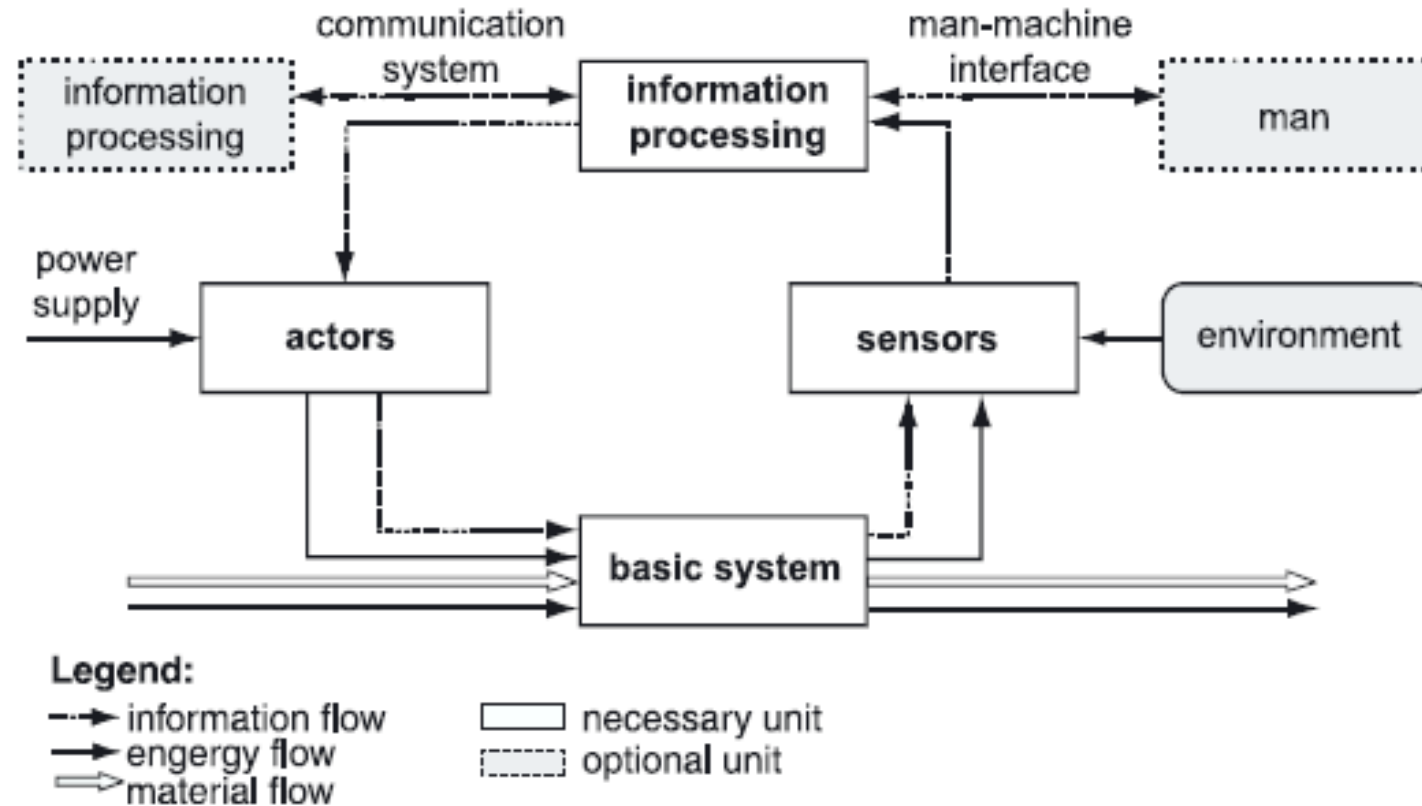 communication
system
man-machine
interface
information
processing
information
processing
man
power
supply
actors
sensors
environment
basic system
Legend:
information flow
engergy flow
material flow
necessary unit
optional unit